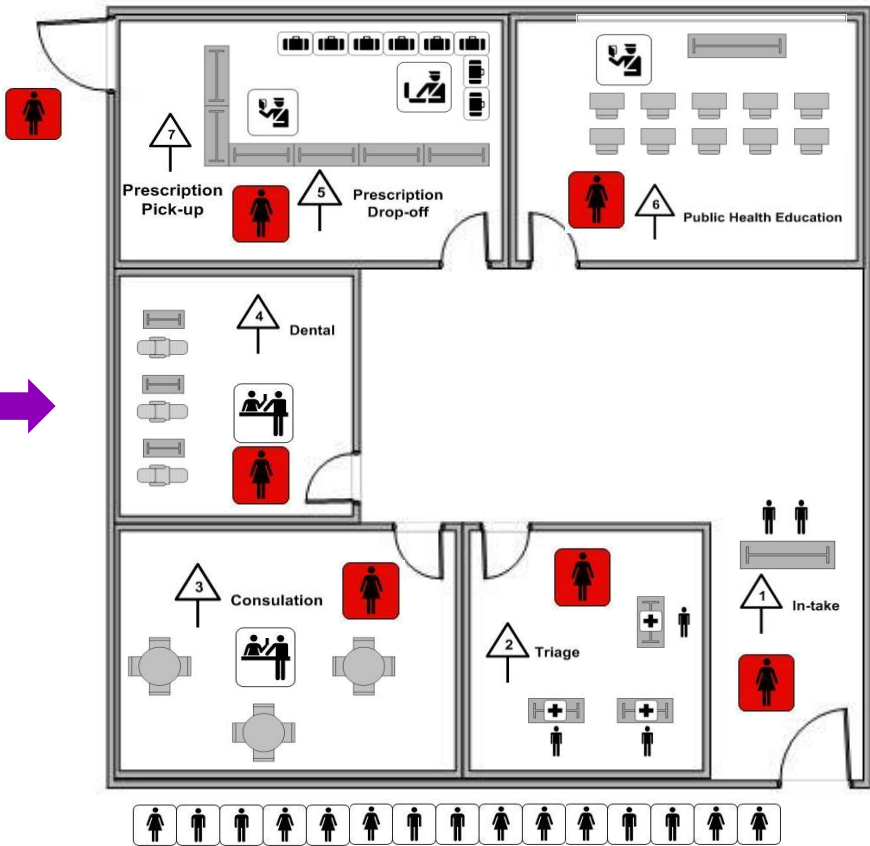 7
Prescription
Pick-up
5
Prescription
Drop-off
6
Public Health Education
4
Dental
3
Consulation
2
Triage
1
In-take